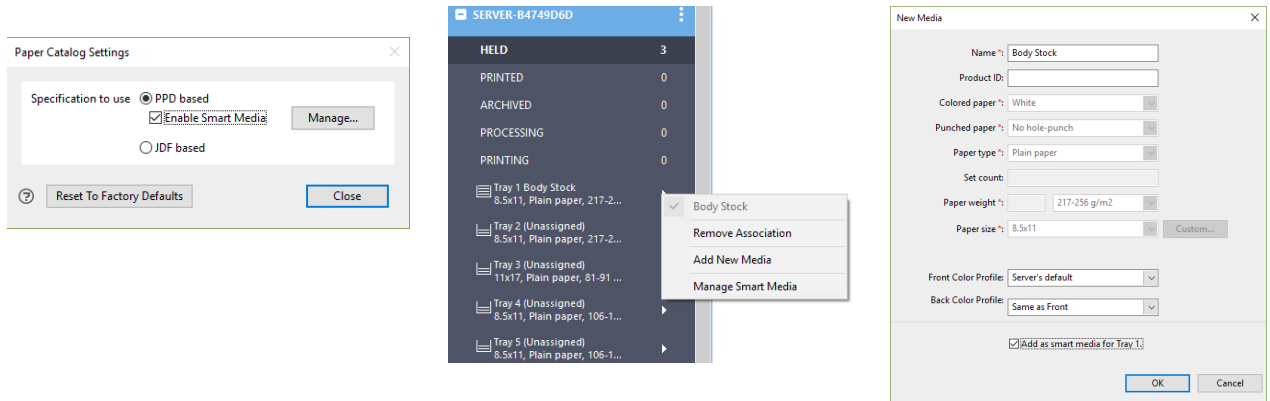 Paper Catalog Settings
Specification to use PPD based
Enable Smart Media Manage...
JDF based
? Reset To Factory Defaults Close
SERVER-B4749D6D
HELD 3
PRINTED 0
ARCHIVED 0
PROCESSING 0
PRINTING 0
Tray 1 Body Stock
8.5x11, Plain paper, 217-2...
Tray 2 (Unassigned)
8.5x11, Plain paper, 217-2...
Tray 3 (Unassigned)
11x17, Plain paper, 81-91 ...
Tray 4 (Unassigned)
8.5x11, Plain paper, 106-1...
Tray 5 (Unassigned)
8.5x11, Plain paper, 106-1...
Body Stock
Remove Association
Add New Media
Manage Smart Media
New Media
Name *: Body Stock
Product ID:
Colored paper *: White
Punched paper *: No hole-punch
Paper type *: Plain paper
Set count:
Paper weight *: 217-256 g/m2
Paper size *: 8.5x11 Custom...
Front Color Profile: Server's default
Back Color Profile: Same as Front
Add as smart media for Tray 1.
OK Cancel